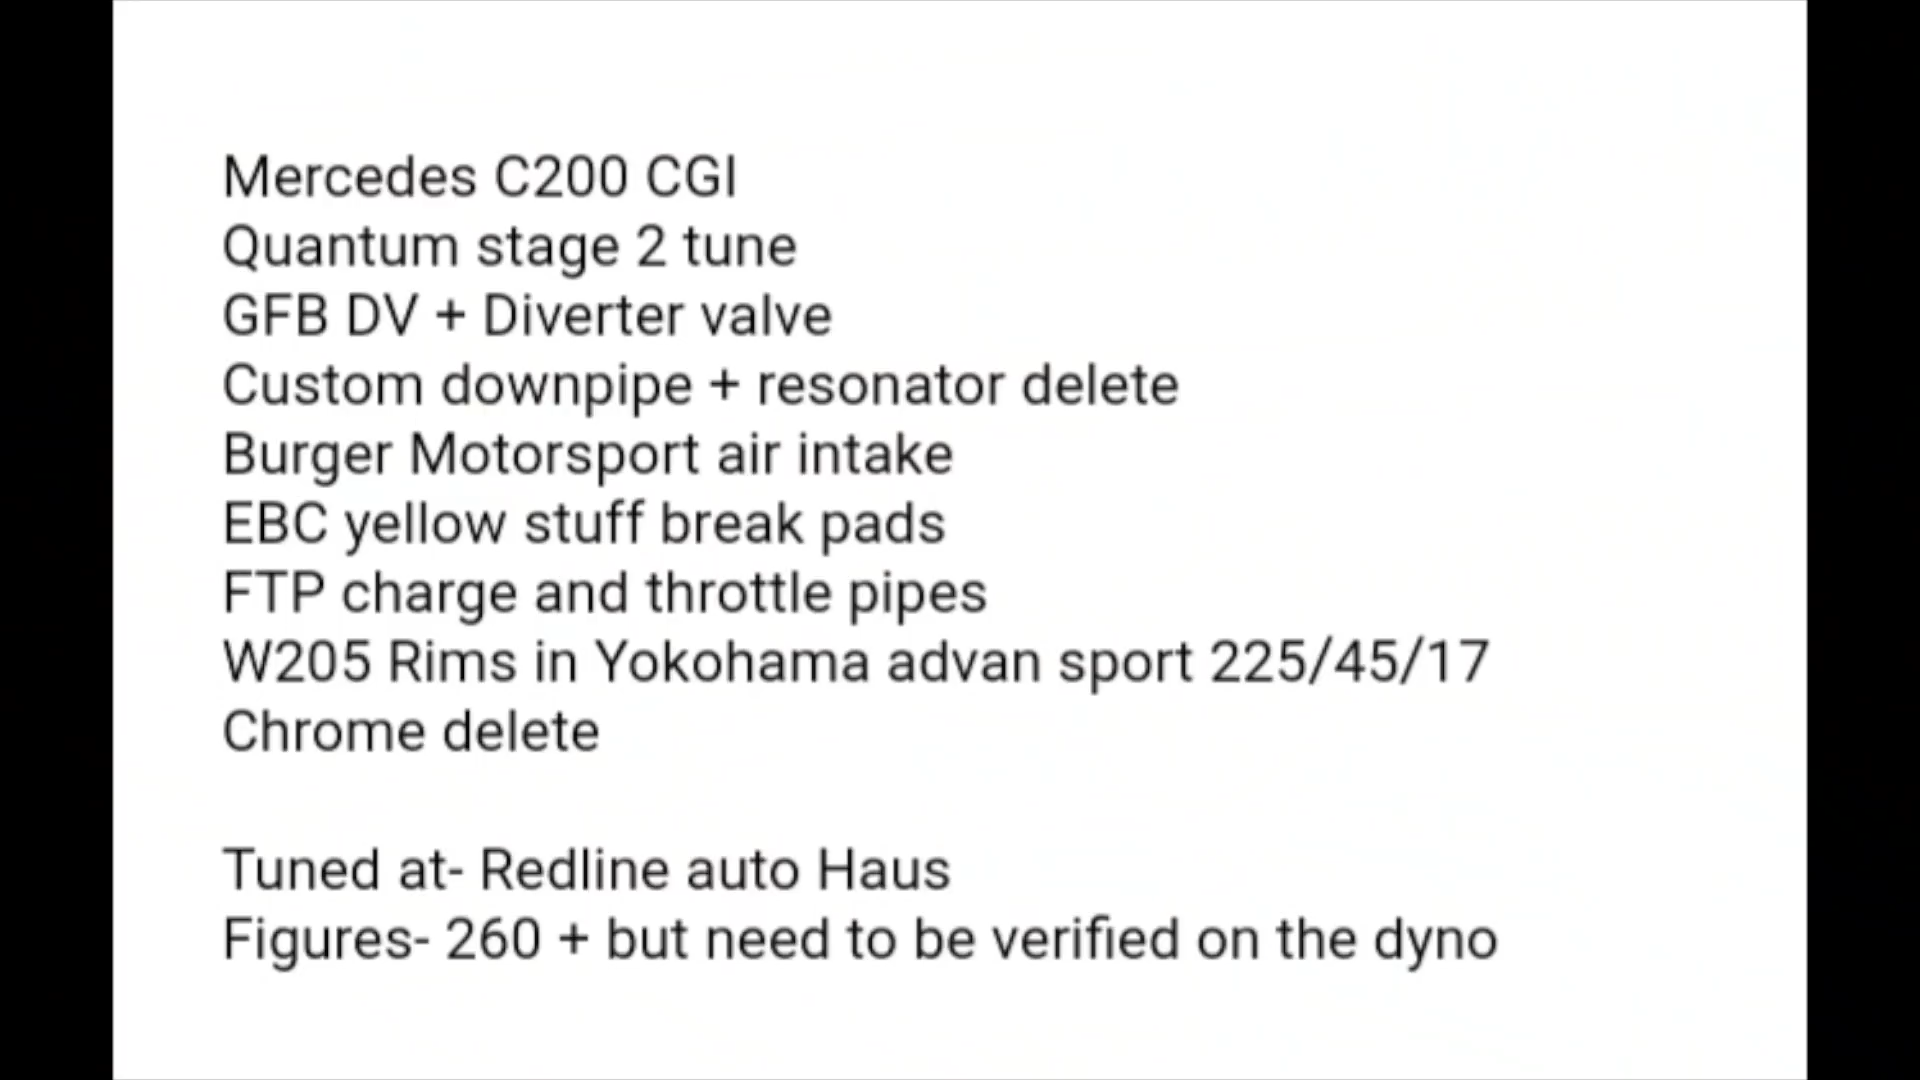 Mercedes C200 CGI
Quantum stage 2 tune
GFB DV + Diverter valve
Custom downpipe + resonator delete
Burger Motorsport air intake
EBC yellow stuff break pads
FTP charge and throttle pipes
W205 Rims in Yokohama advan sport 225/45/17
Chrome delete
Tuned at- Redline auto Haus
Figures- 260 + but need to be verified on the dyno